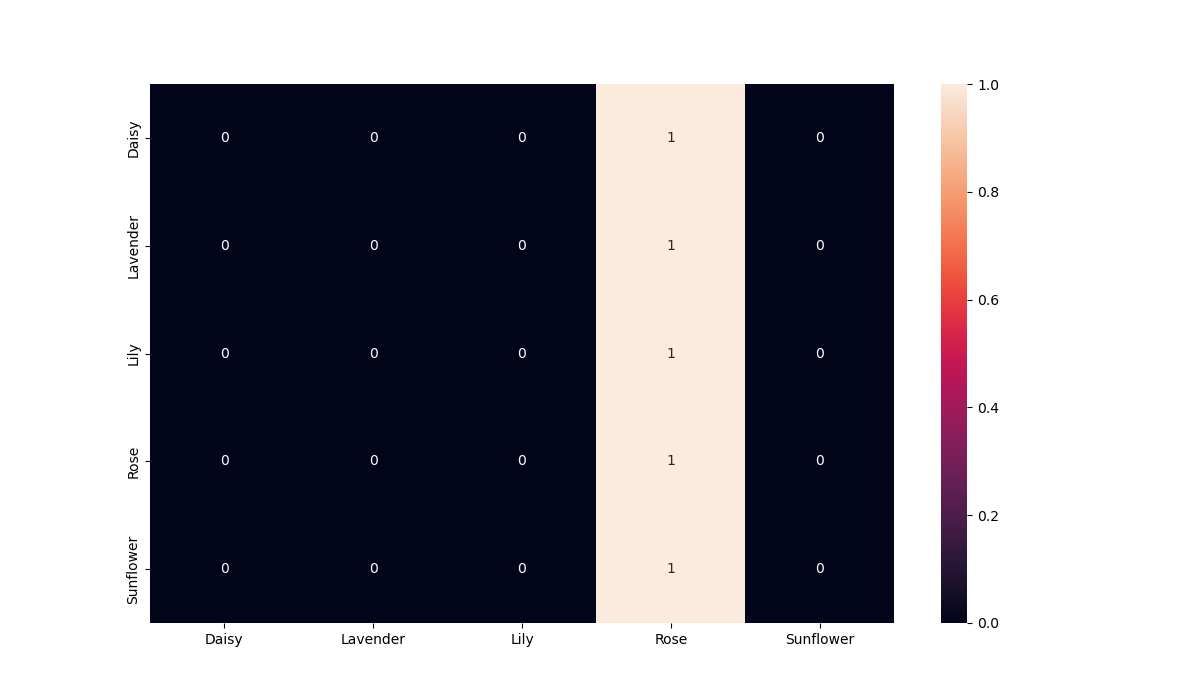 1.0
Daisy 0 0 0 1 0
0.8
Lavender 0 0 0 1 0
0.6
Lily 0 0 0 1 0
0.4
Rose 0 0 0 1 0
0.2
Sunflower 0 0 0 1 0
0.0
Daisy Lavender Lily Rose Sunflower